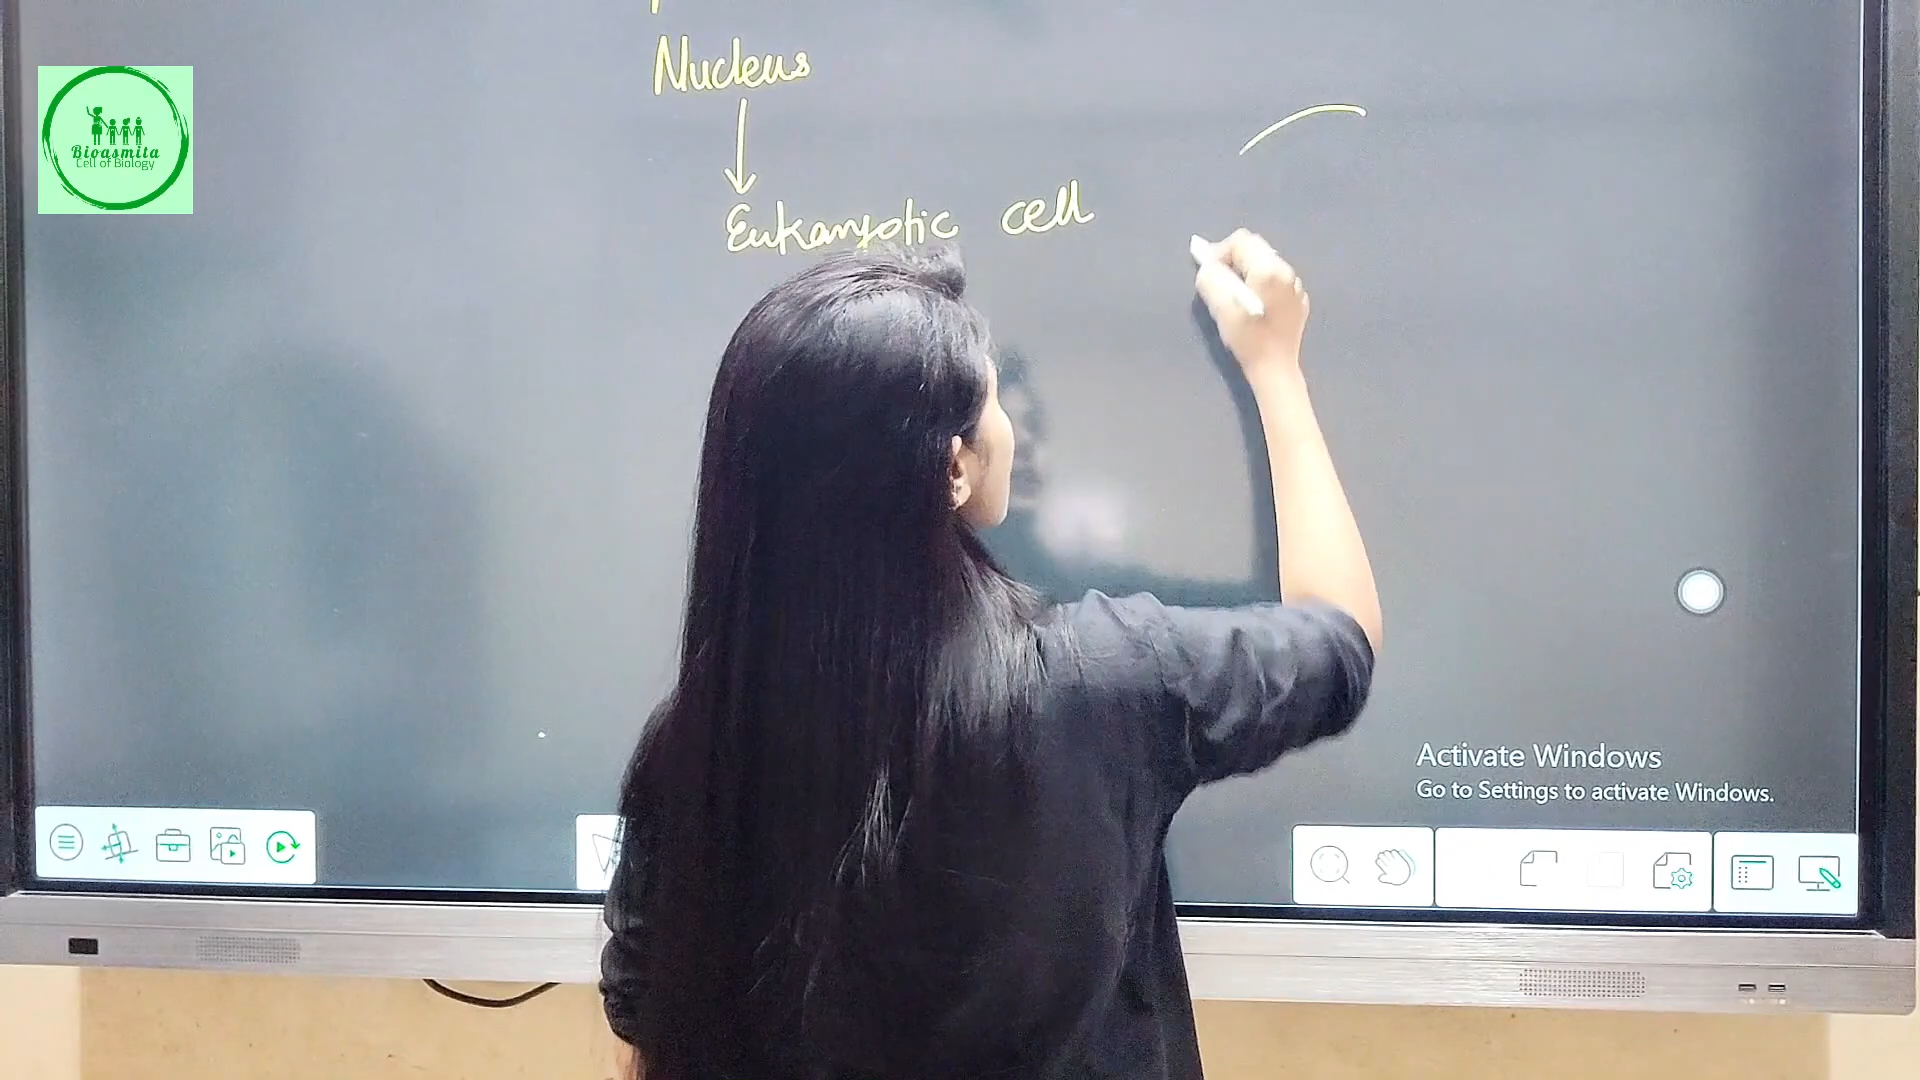 Nucleus
Eukaryotic cell
Bioasmita
Cell of Biology
Activate Windows
Go to Settings to activate Windows.